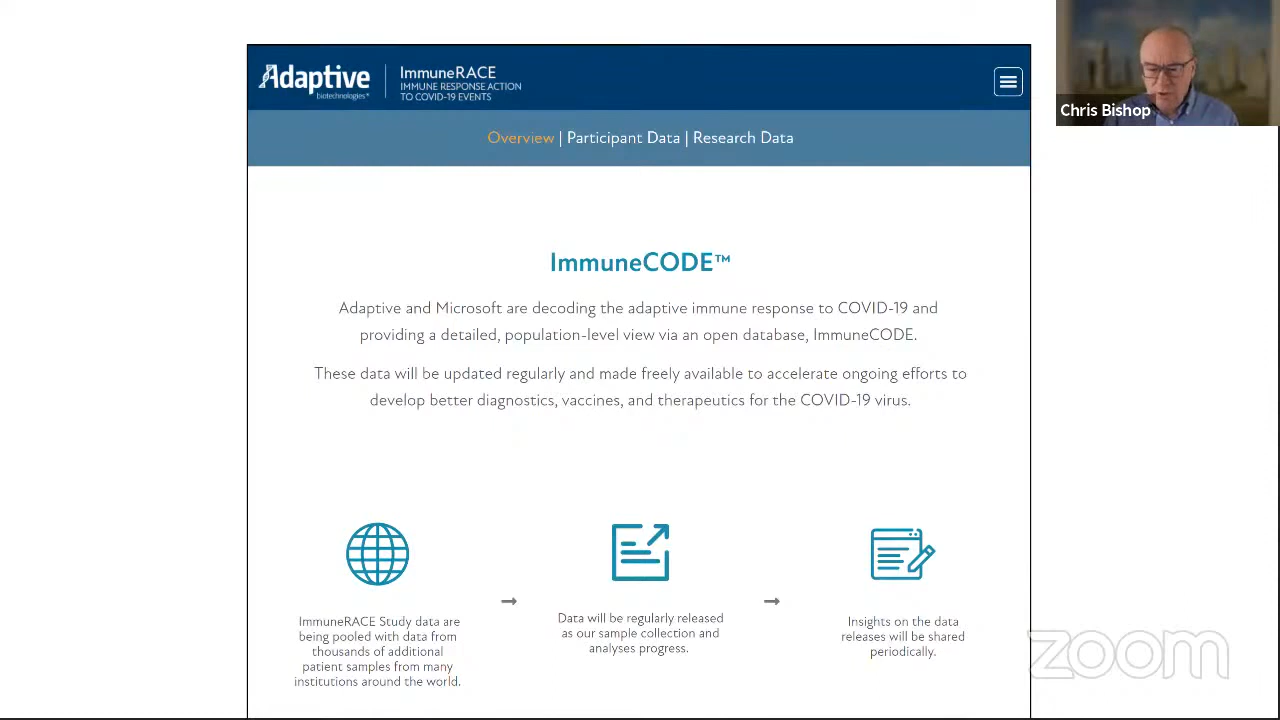 Adaptive
biotechnologies®
ImmuneRACE
IMMUNE RESPONSE ACTION
TO COVID-19 EVENTS
Chris Bishop
Overview | Participant Data | Research Data
ImmuneCODE™
Adaptive and Microsoft are decoding the adaptive immune response to COVID-19 and
providing a detailed, population-level view via an open database, ImmuneCODE.
These data will be updated regularly and made freely available to accelerate ongoing efforts to
develop better diagnostics, vaccines, and therapeutics for the COVID-19 virus.
ImmuneRACE Study data are
being pooled with data from
thousands of additional
patient samples from many
institutions around the world.
Data will be regularly released
as our sample collection and
analyses progress.
Insights on the data
releases will be shared
periodically.
zoom